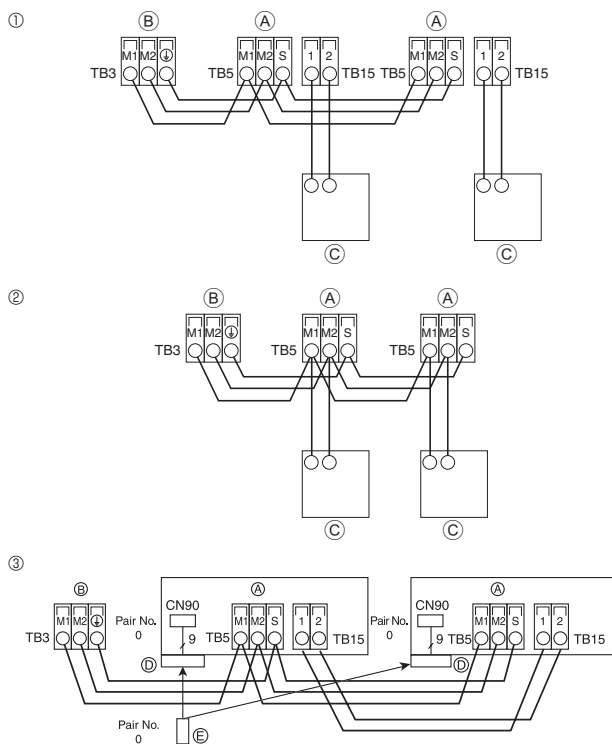 ①
Ⓑ Ⓐ Ⓐ
M1 M2 ⏚ M1 M2 S 1 2 M1 M2 S 1 2
TB3 TB5 TB15 TB5 TB15
Ⓒ Ⓒ
②
Ⓑ Ⓐ Ⓐ
M1 M2 ⏚ M1 M2 S M1 M2 S
TB3 TB5 TB5
Ⓒ Ⓒ
③
Ⓑ Ⓐ Ⓐ
CN90 CN90
M1 M2 ⏚ M1 M2 S 1 2 M1 M2 S 1 2
Pair No. Pair No.
0 0
TB3 9 TB5 TB15 9 TB5 TB15
Ⓓ Ⓓ
Pair No.
0
Ⓔ